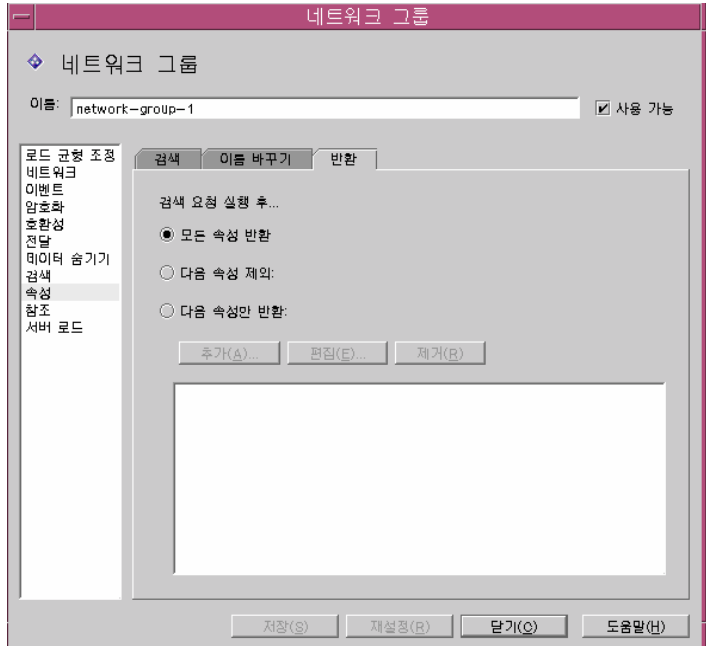 네트워크 그룹
네트워크 그룹
이름: network-group-1
사용 가능
로드 균형 조정
네트워크
이벤트
암호화
호환성
전달
데이터 숨기기
검색
속성
참조
서버 로드
검색 이름 바꾸기 반환
검색 요청 실행 후...
모든 속성 반환
다음 속성 제외:
다음 속성만 반환:
추가(A)... 편집(E)... 제거(R)
저장(S) 재설정(R) 닫기(C) 도움말(H)